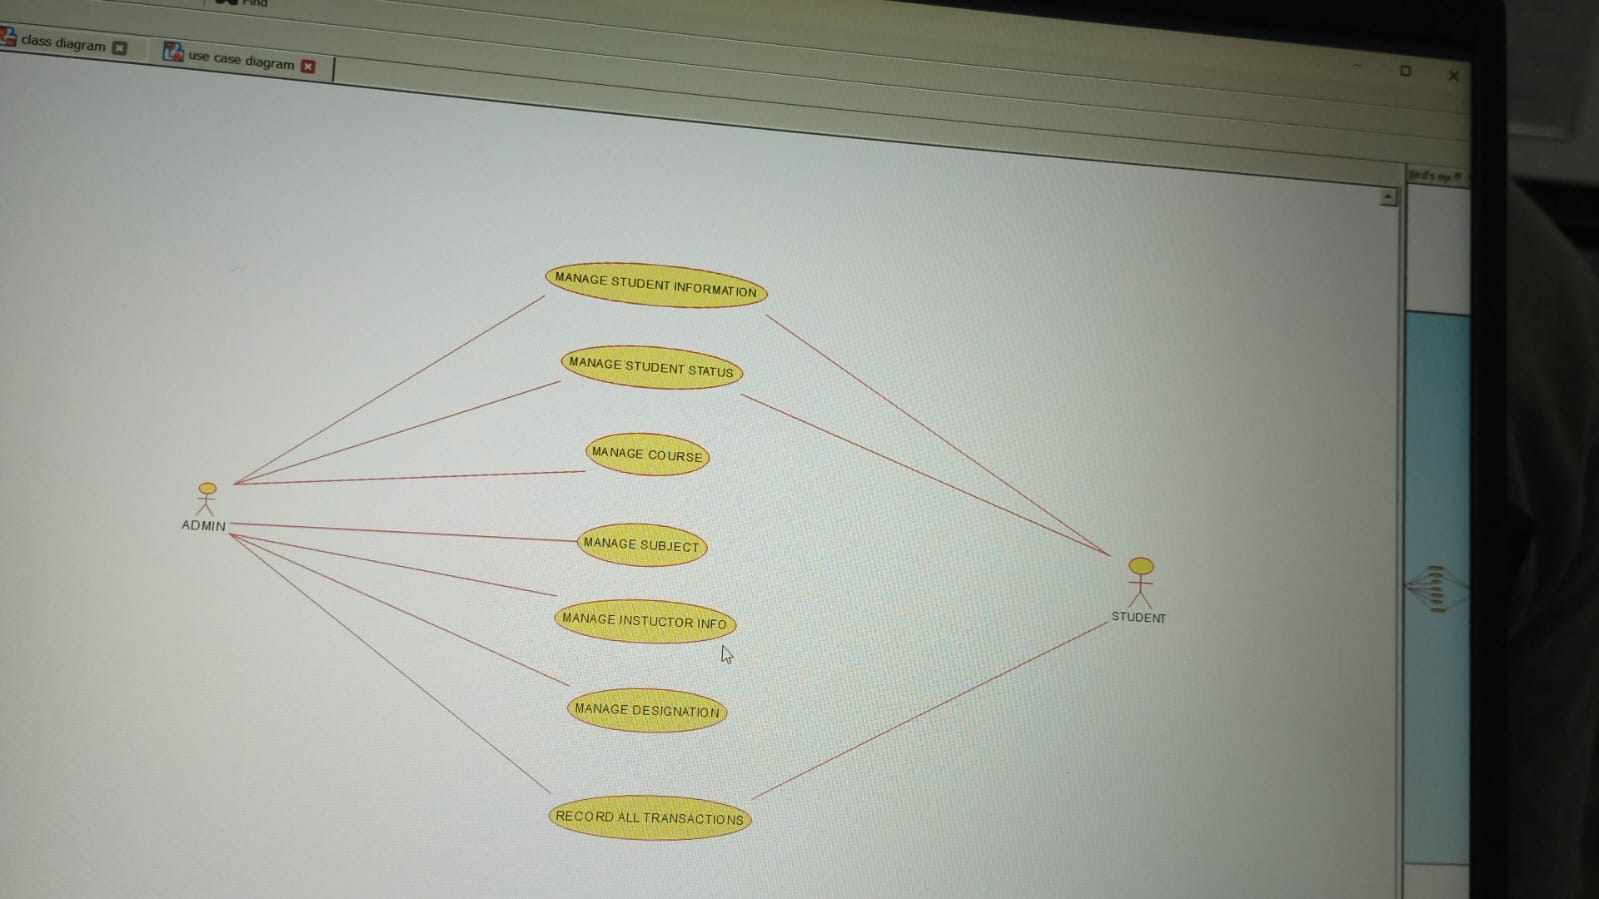 Find
class diagram
use case diagram
Bird's eye
MANAGE STUDENT INFORMATION
MANAGE STUDENT STATUS
MANAGE COURSE
ADMIN
MANAGE SUBJECT
MANAGE INSTUCTOR INFO
STUDENT
MANAGE DESIGNATION
RECORD ALL TRANSACTIONS